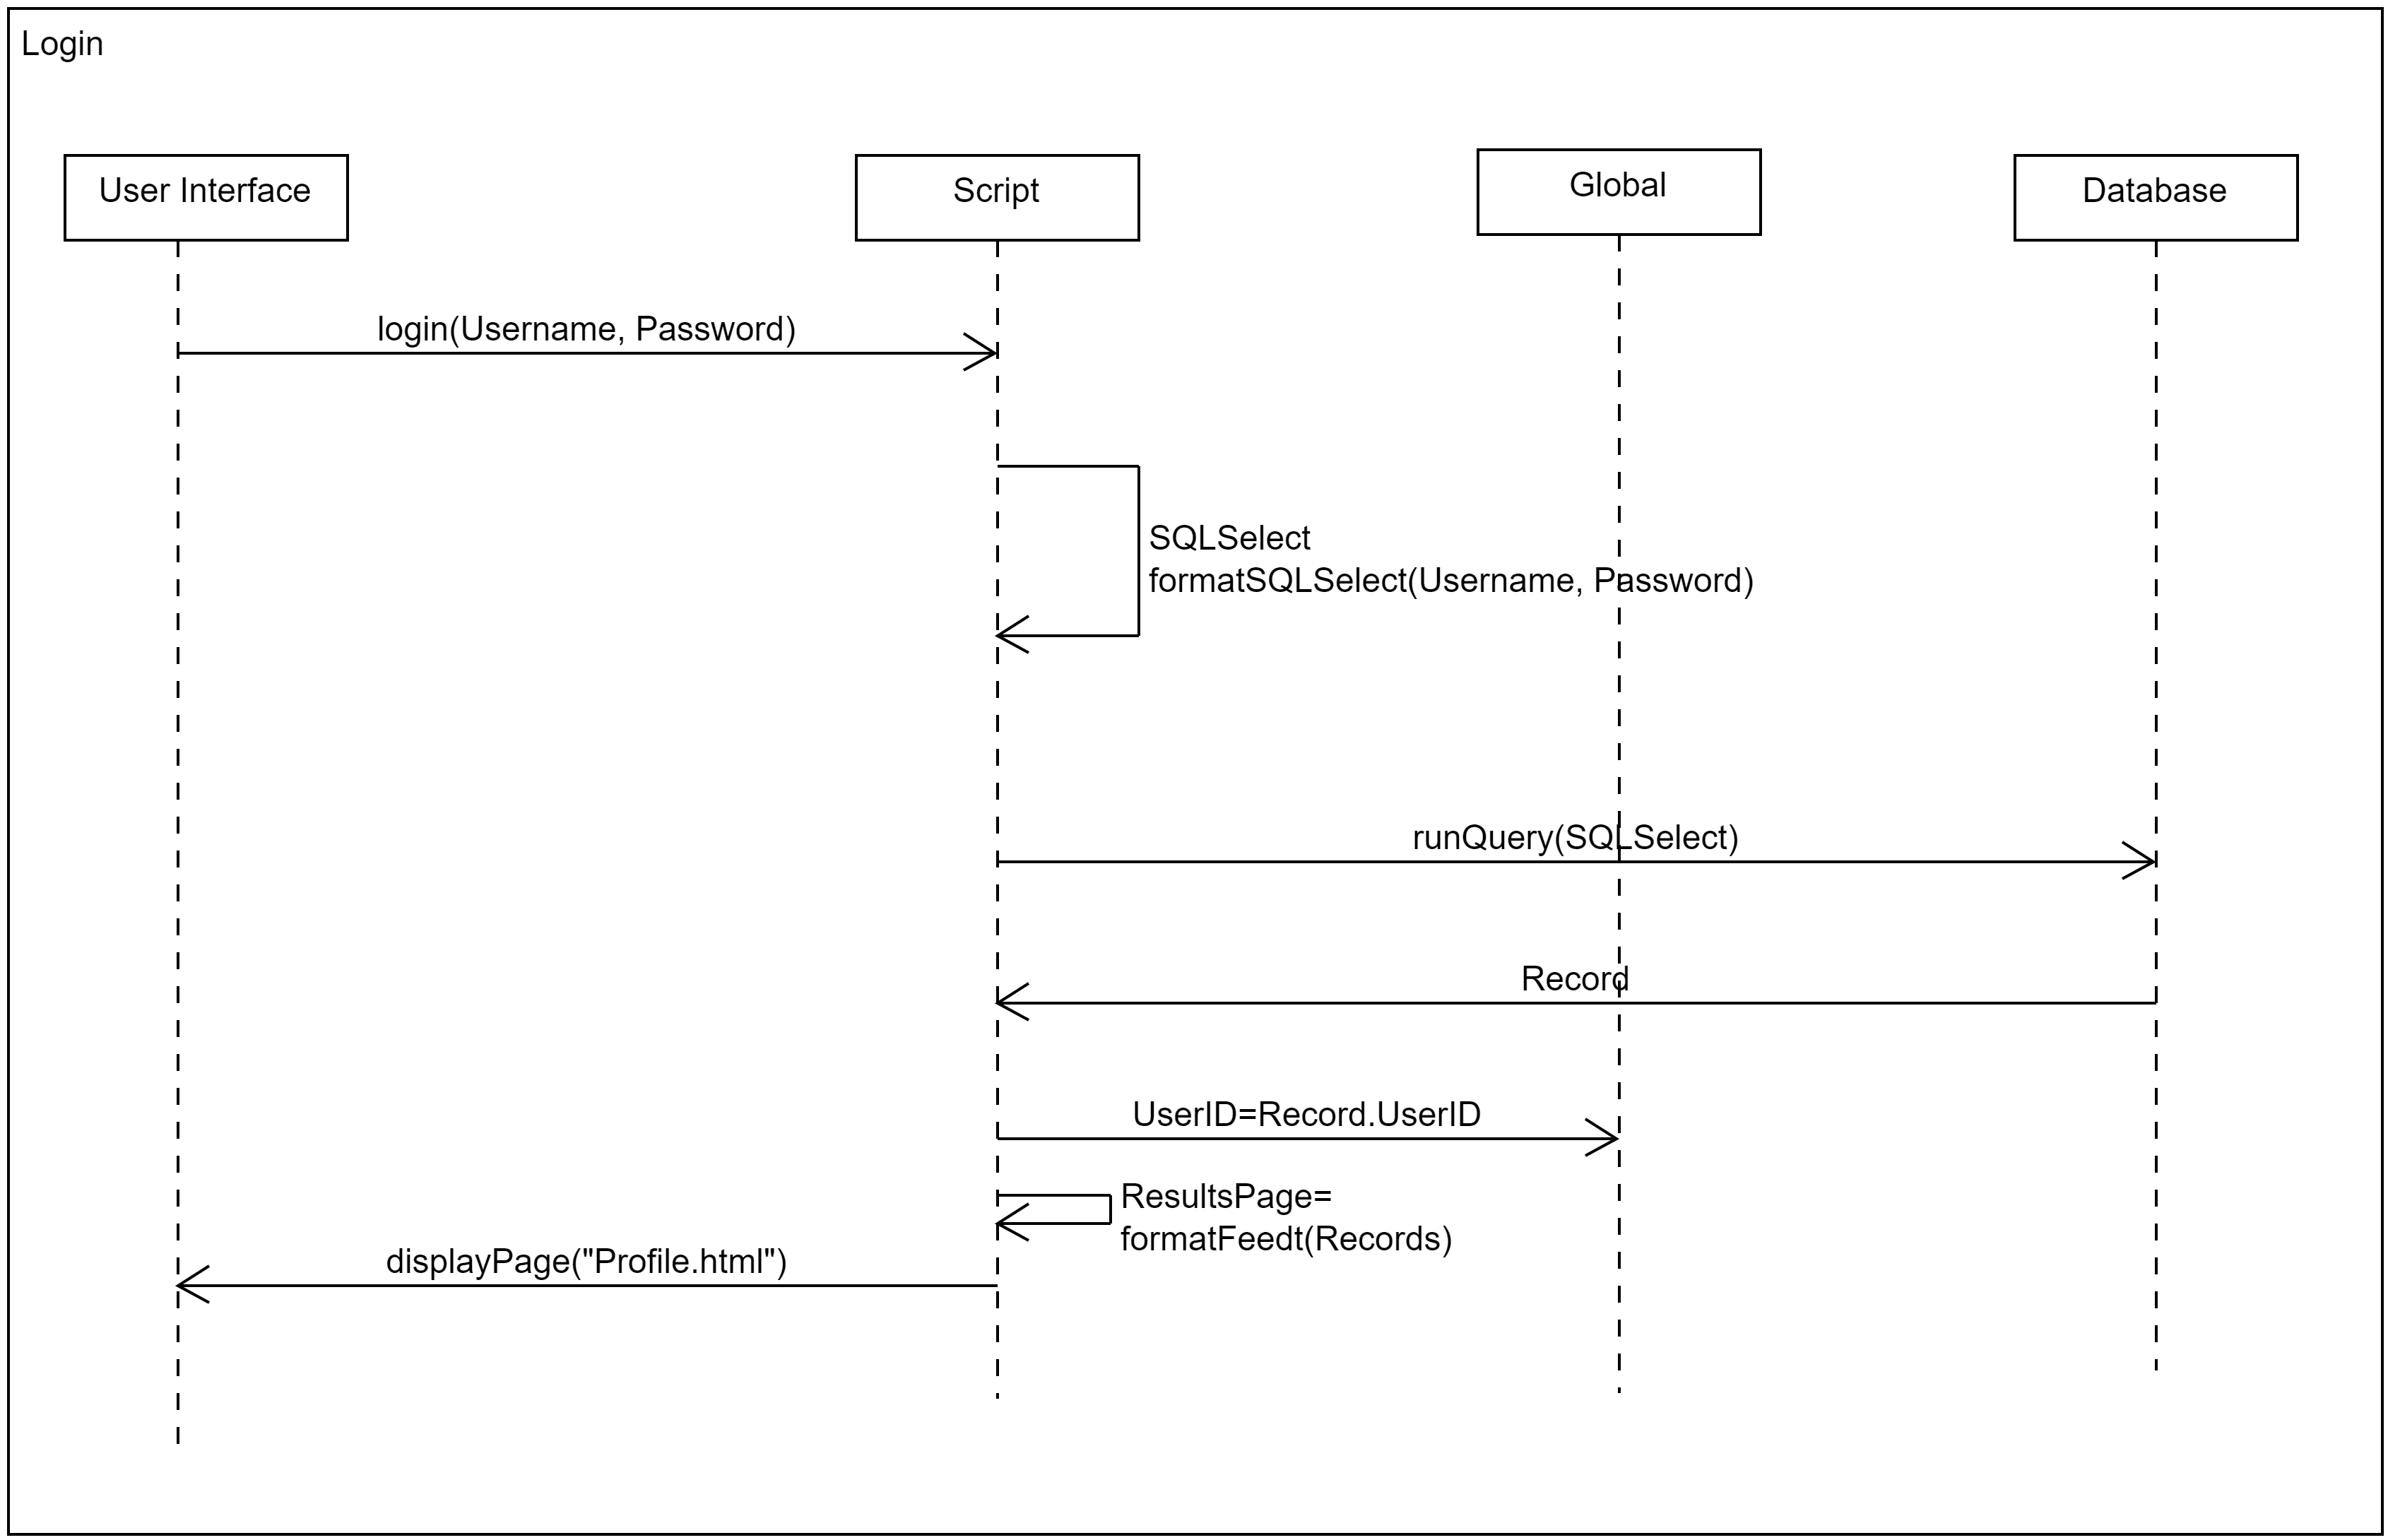 Login
User Interface
Script
Global
Database
login(Username, Password)
SQLSelect
formatSQLSelect(Username, Password)
runQuery(SQLSelect)
Record
UserID=Record.UserID
ResultsPage=
formatFeedt(Records)
displayPage("Profile.html")